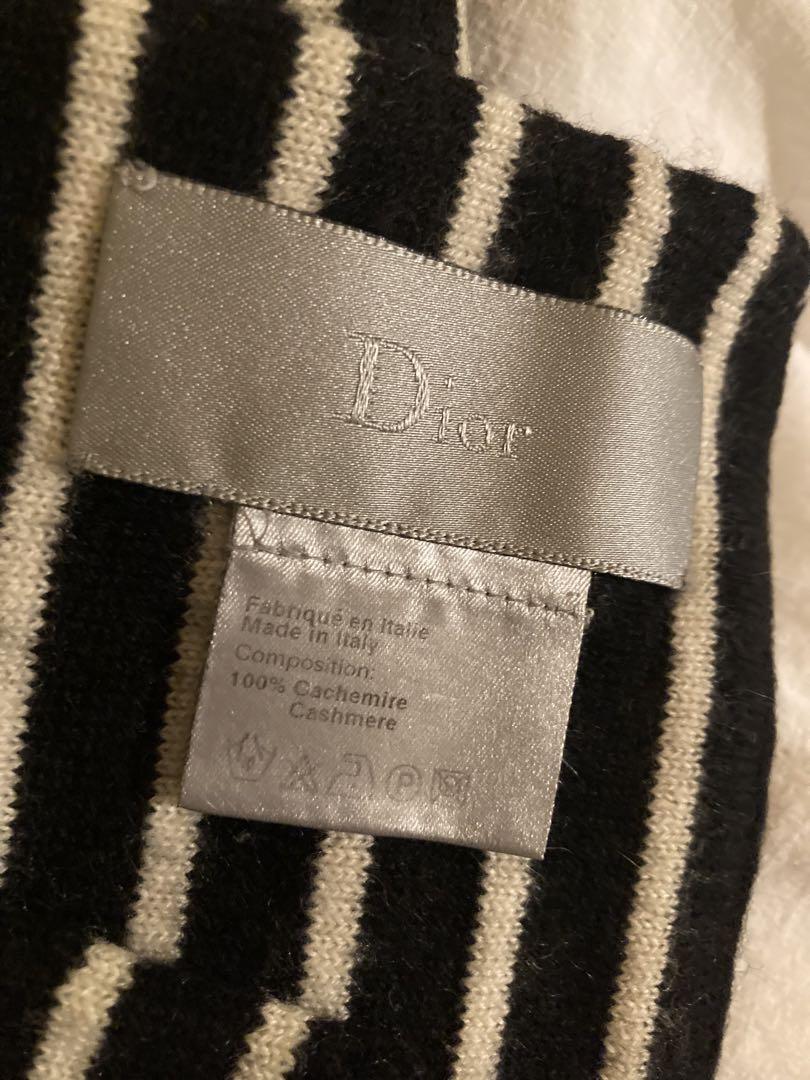 Dior
Fabriqué en Italie
Made in Italy
Composition:
100% Cachemire
Cashmere
P